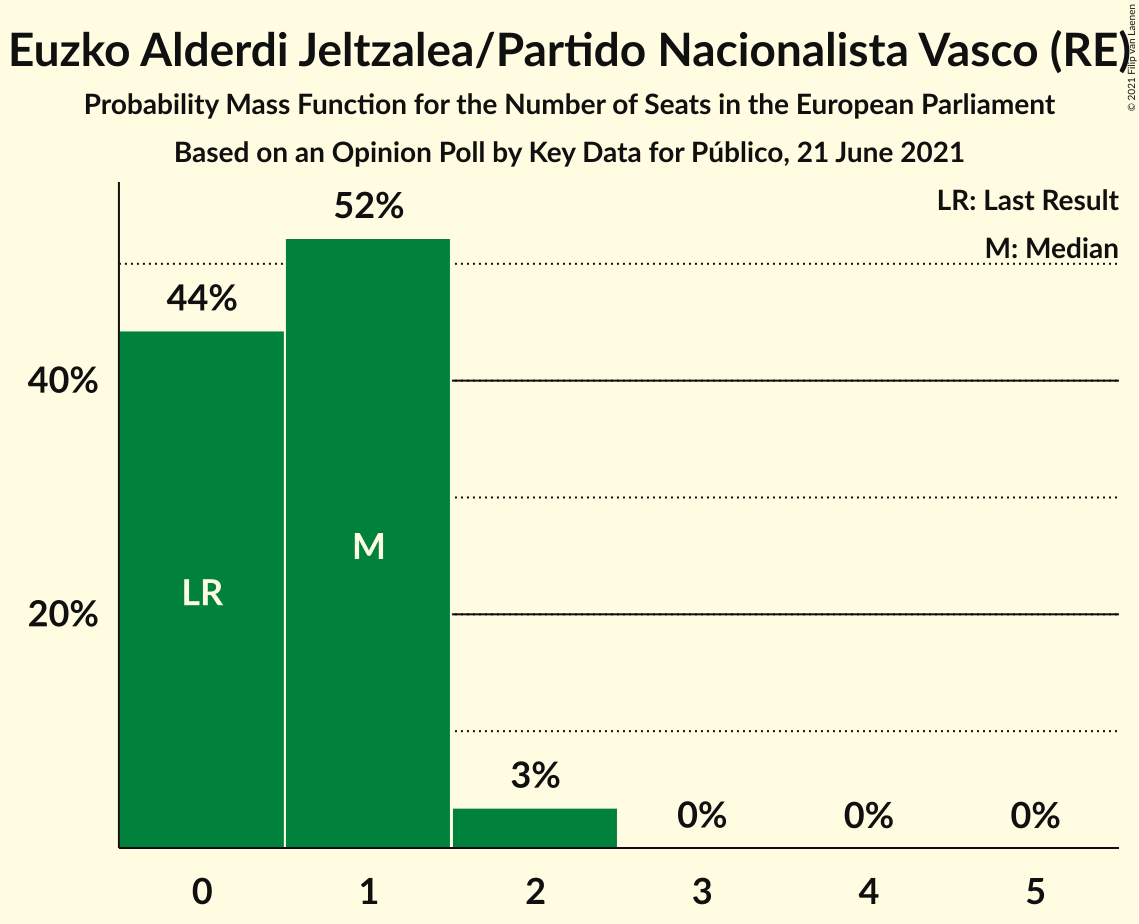 Euzko Alderdi Jeltzalea/Partido Nacionalista Vasco (RE)
© 2021 Filip van Laenen
Probability Mass Function for the Number of Seats in the European Parliament
Based on an Opinion Poll by Key Data for Público, 21 June 2021
LR: Last Result
M: Median
52%
44%
40%
M
LR
20%
3%
0%
0%
0%
0
1
2
3
4
5